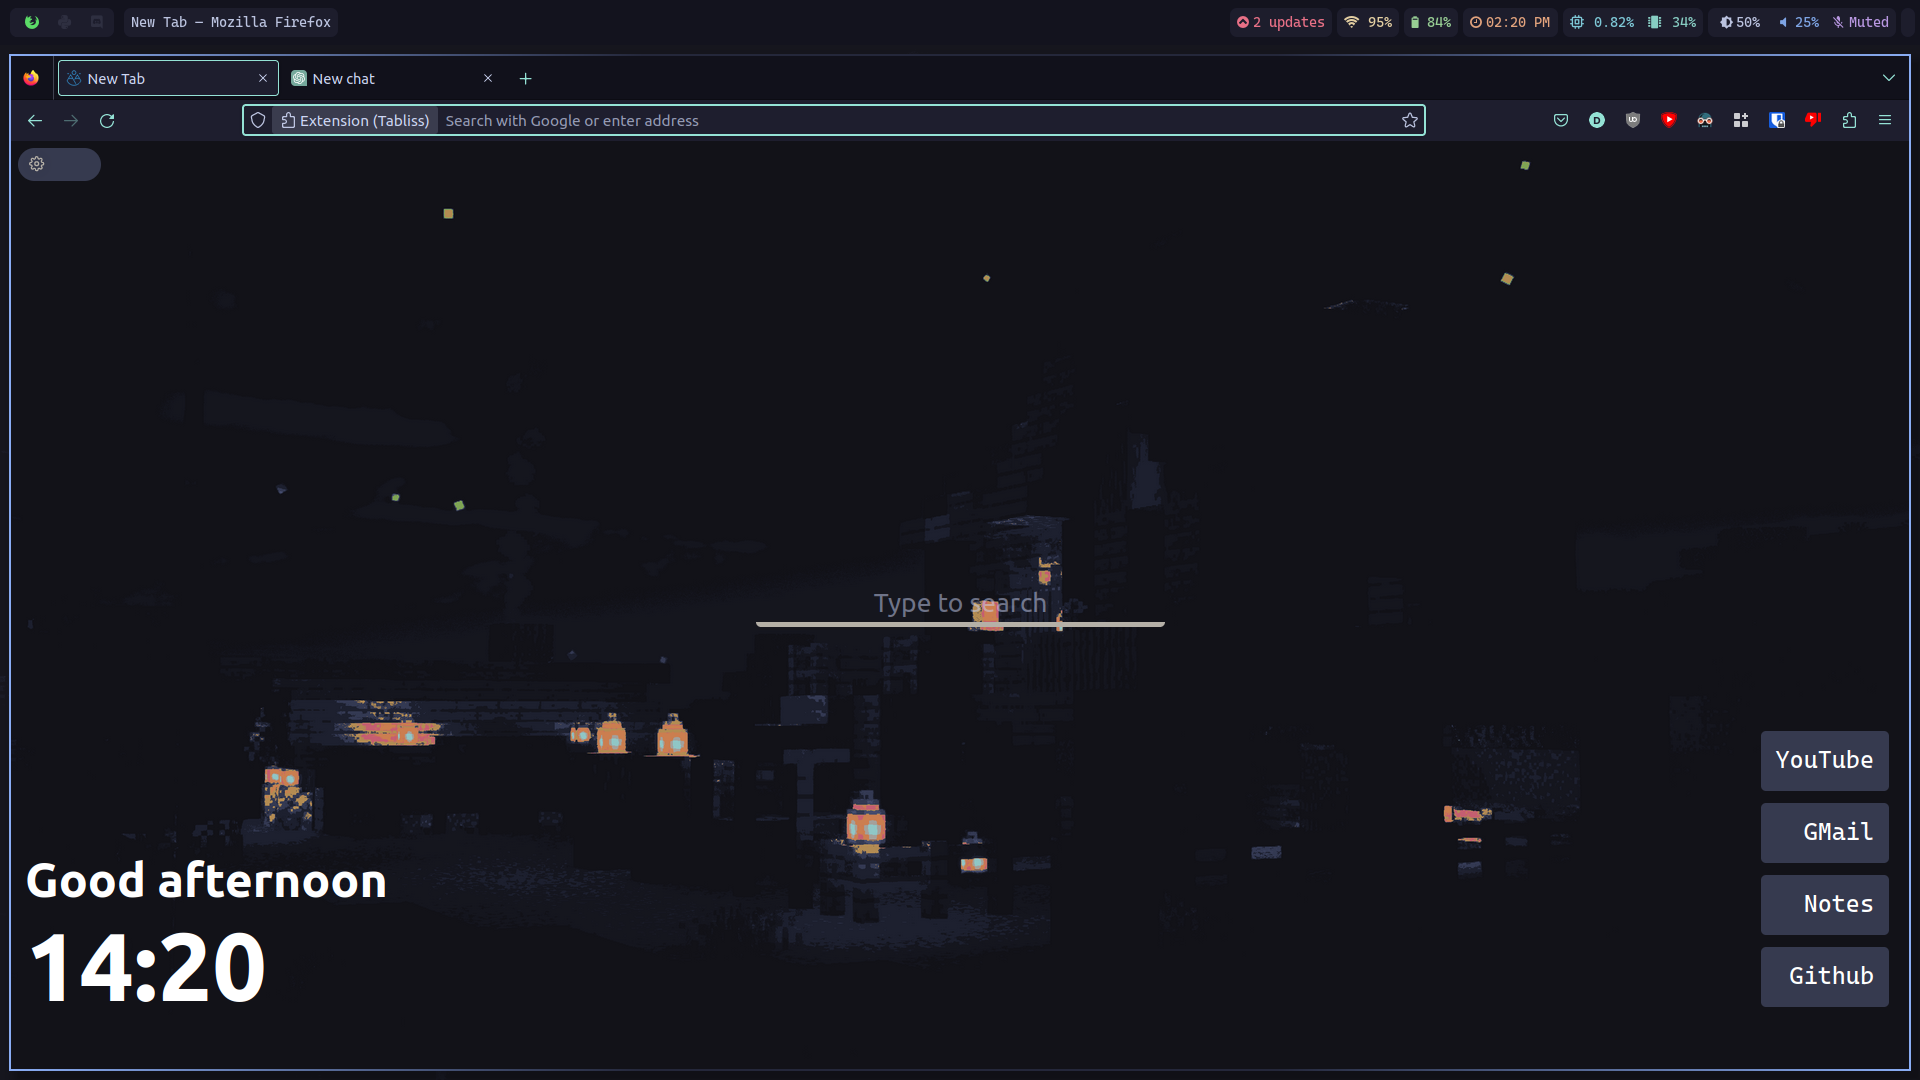 New Tab — Mozilla Firefox
2 updates
95%
84%
02:20 PM
0.82%
34%
50%
25%
Muted
New Tab
New chat
Extension (Tabliss)
Search with Google or enter address
Type to search
YouTube
GMail
Notes
Github
Good afternoon
14:20